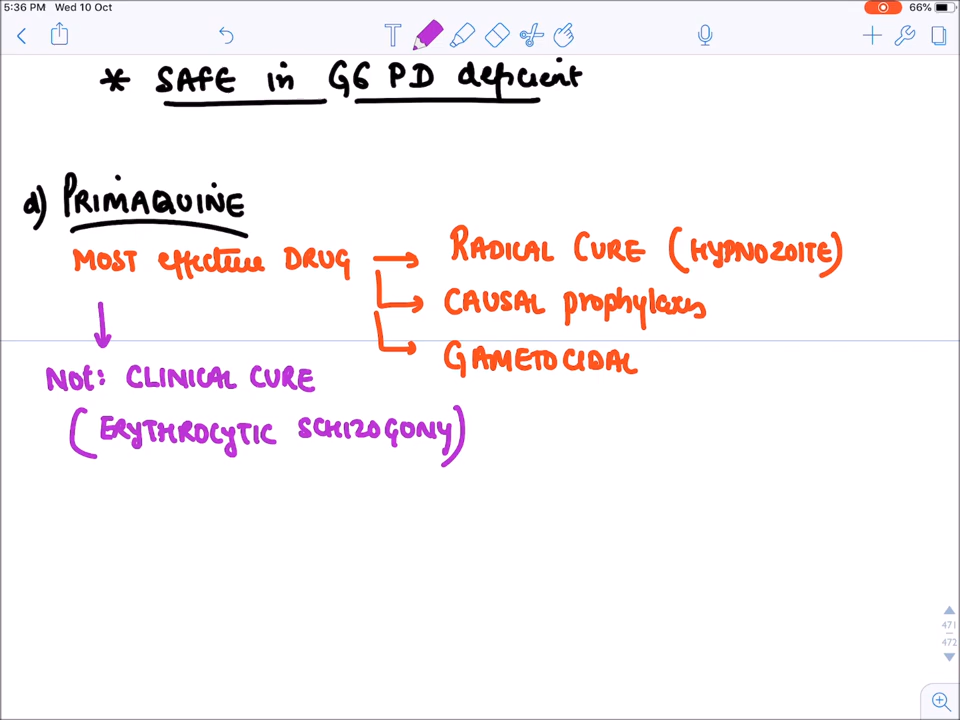 5:36 PM Wed 10 Oct 66%
T
* SAFE in G6 PD deficient
d) PRIMAQUINE
MOST effective DRUG → RADICAL CURE (HYPNOZOITE)
→ CAUSAL prophylaxis
→ GAMETOCIDAL
Not: CLINICAL CURE
(ERYTHROCYTIC SCHIZOGONY)
471
472